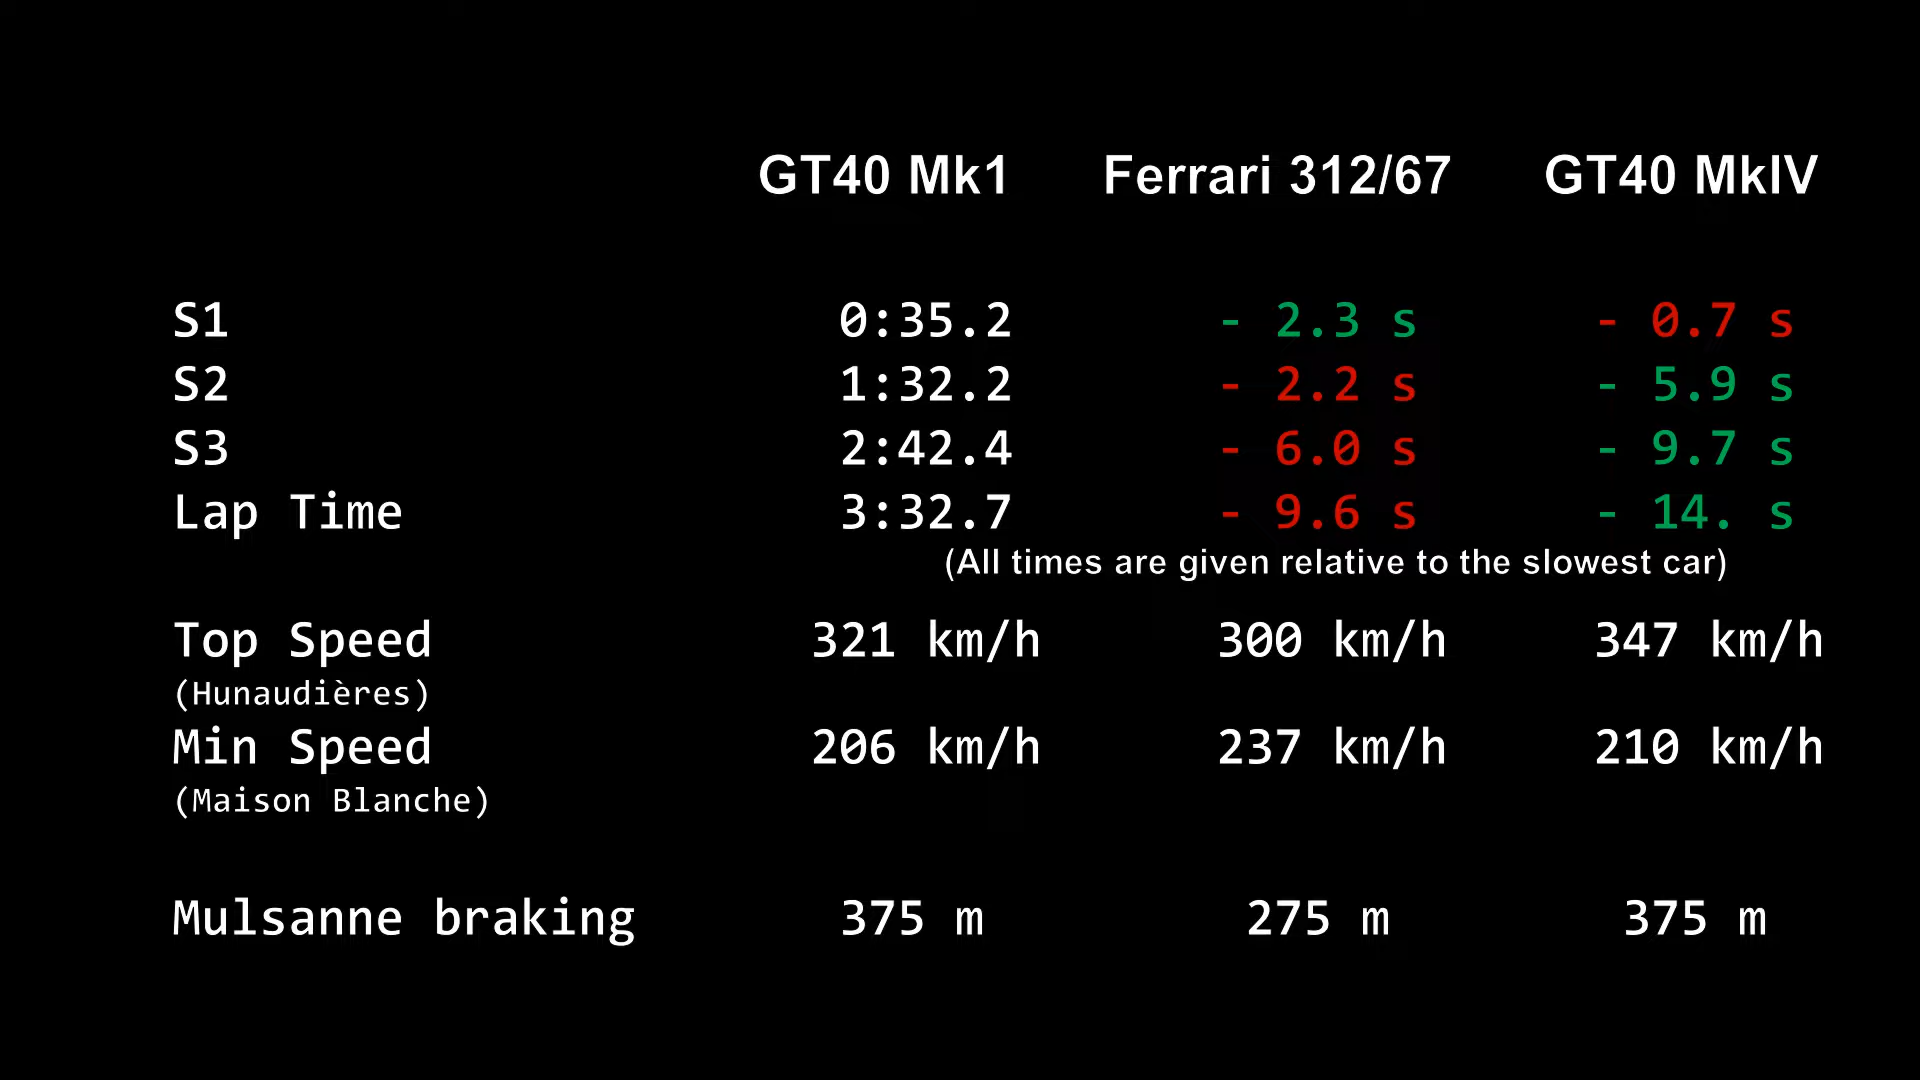 GT40 Mk1 Ferrari 312/67 GT40 MkIV
S1 0:35.2 - 2.3 s - 0.7 s
S2 1:32.2 - 2.2 s - 5.9 s
S3 2:42.4 - 6.0 s - 9.7 s
Lap Time 3:32.7 - 9.6 s - 14. s
(All times are given relative to the slowest car)
Top Speed 321 km/h 300 km/h 347 km/h
(Hunaudières)
Min Speed 206 km/h 237 km/h 210 km/h
(Maison Blanche)
Mulsanne braking 375 m 275 m 375 m